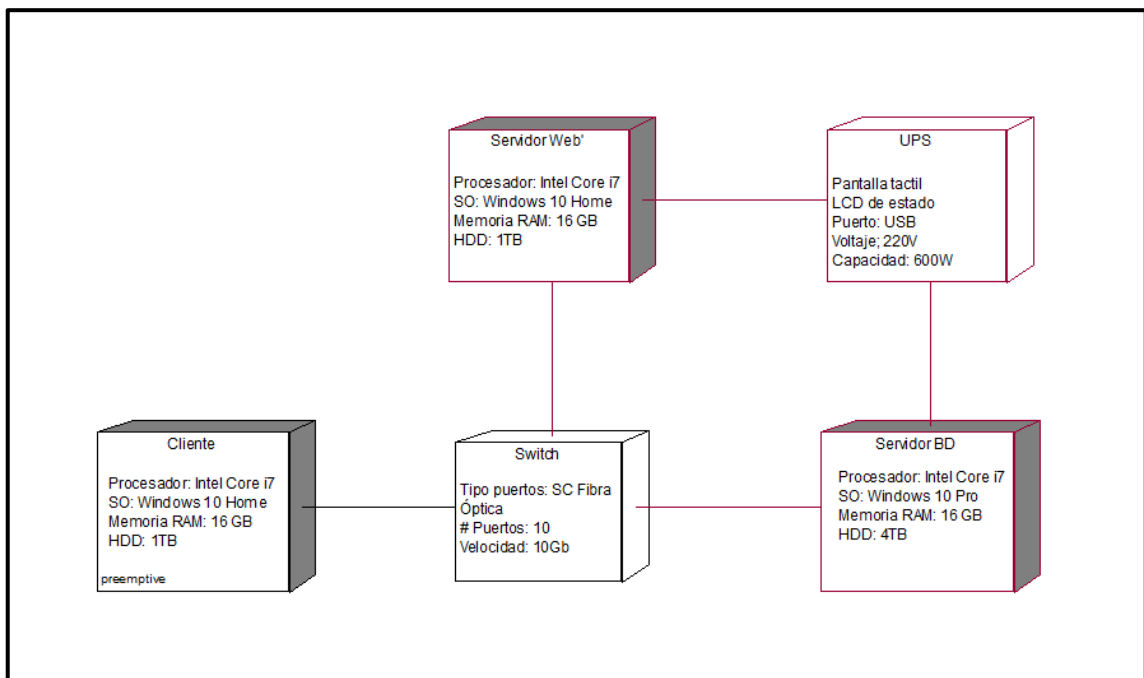 Servidor Web'
Procesador: Intel Core i7
SO: Windows 10 Home
Memoria RAM: 16 GB
HDD: 1TB
UPS
Pantalla tactil
LCD de estado
Puerto: USB
Voltaje; 220V
Capacidad: 600W
Cliente
Procesador: Intel Core i7
SO: Windows 10 Home
Memoria RAM: 16 GB
HDD: 1TB
preemptive
Switch
Tipo puertos: SC Fibra
Óptica
# Puertos: 10
Velocidad: 10Gb
Servidor BD
Procesador: Intel Core i7
SO: Windows 10 Pro
Memoria RAM: 16 GB
HDD: 4TB